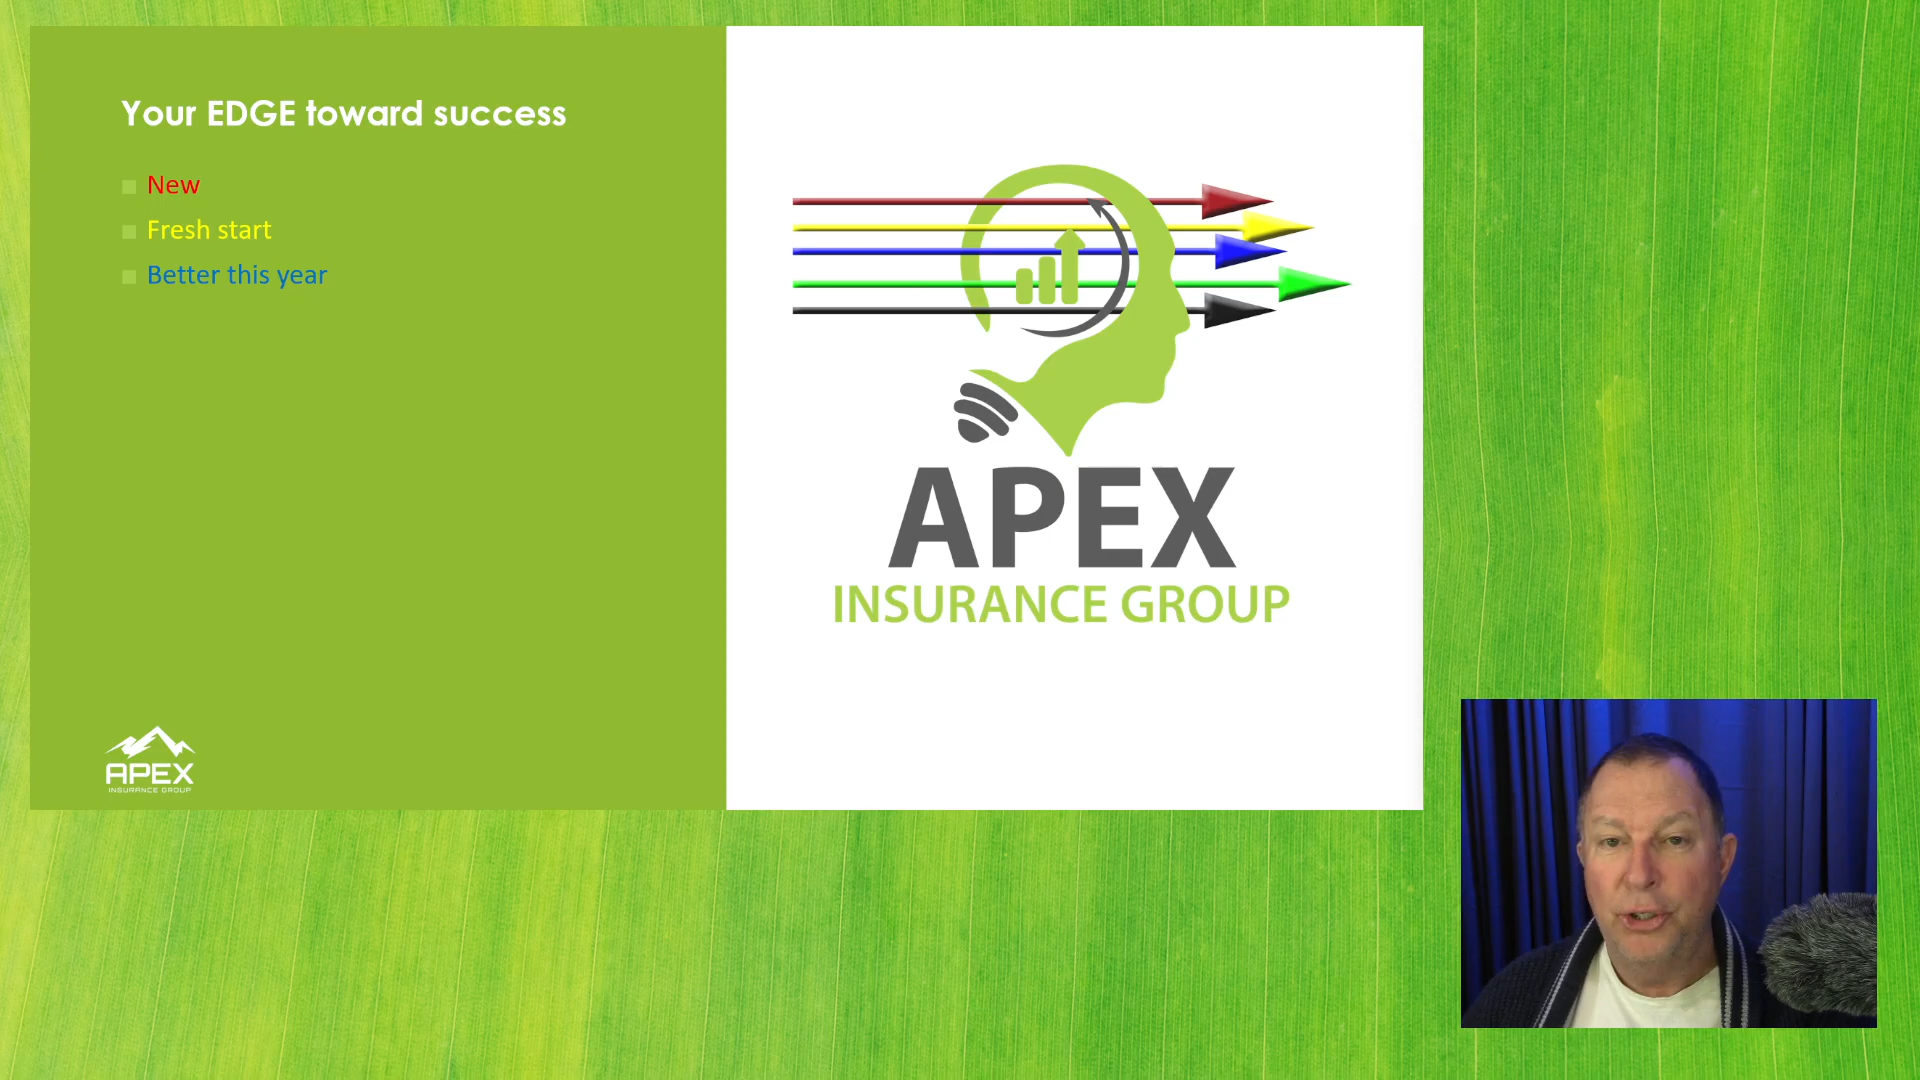 Your EDGE toward success
New
Fresh start
Better this year
APEX
INSURANCE GROUP
APEX
INSURANCE GROUP